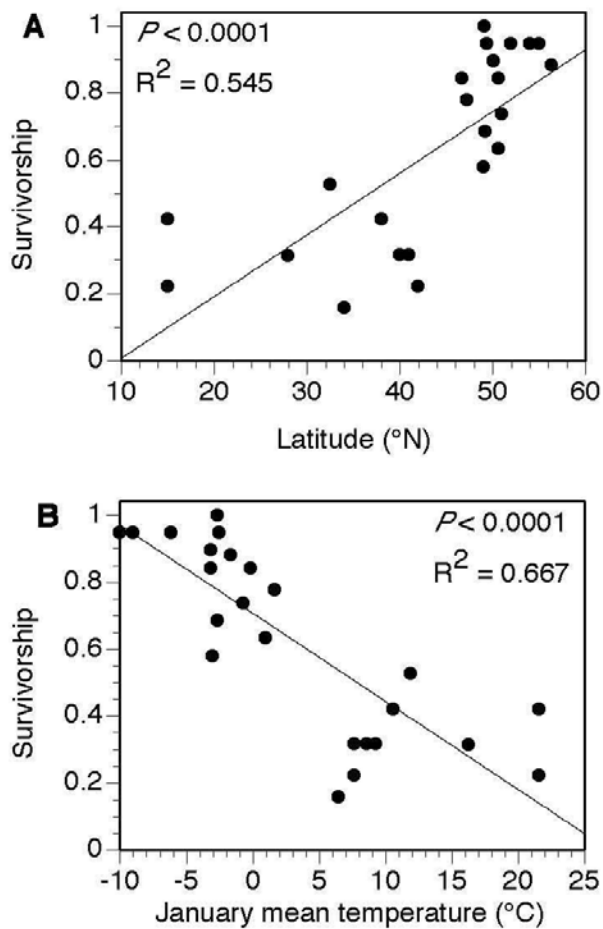 A
P < 0.0001
R² = 0.545
Survivorship
1
0.8
0.6
0.4
0.2
0
10 20 30 40 50 60
Latitude (°N)
B
P < 0.0001
R² = 0.667
Survivorship
1
0.8
0.6
0.4
0.2
0
-10 -5 0 5 10 15 20 25
January mean temperature (°C)